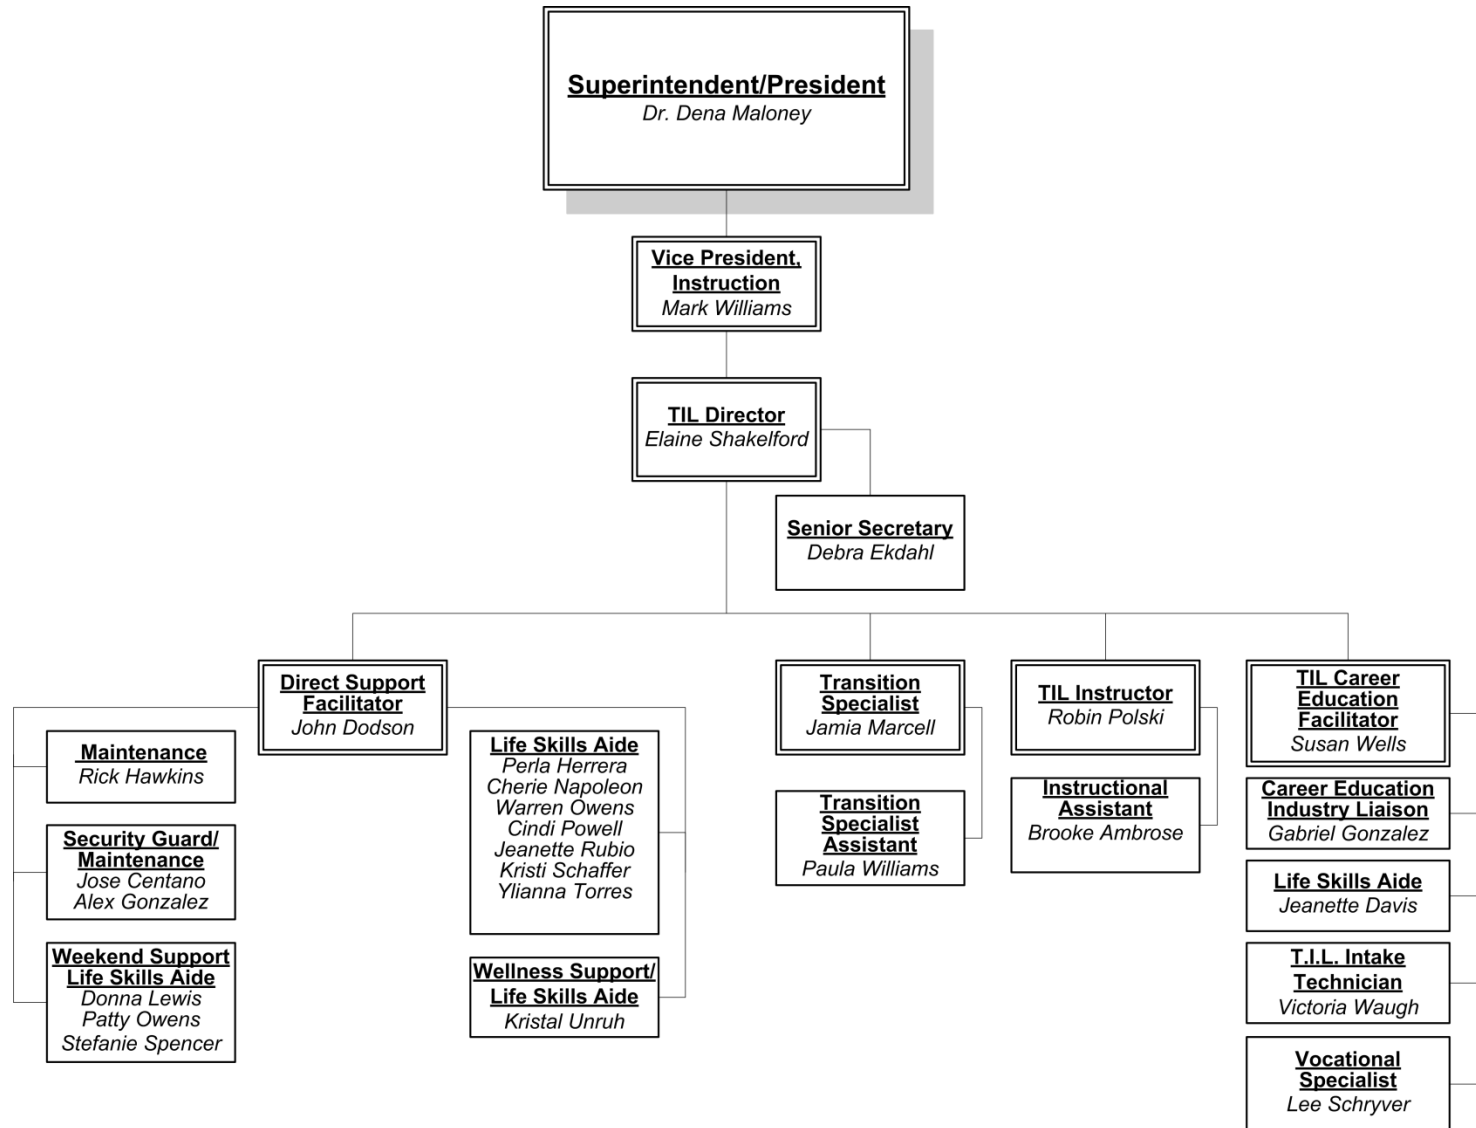 Superintendent/President
Dr. Dena Maloney
Vice President,
Instruction
Mark Williams
TIL Director
Elaine Shakelford
Senior Secretary
Debra Ekdahl
Direct Support
Facilitator
John Dodson
Maintenance
Rick Hawkins
Security Guard/
Maintenance
Jose Centano
Alex Gonzalez
Weekend Support
Life Skills Aide
Donna Lewis
Patty Owens
Stefanie Spencer
Life Skills Aide
Perla Herrera
Cherie Napoleon
Warren Owens
Cindi Powell
Jeanette Rubio
Kristi Schaffer
Ylianna Torres
Wellness Support/
Life Skills Aide
Kristal Unruh
Transition
Specialist
Jamia Marcell
Transition
Specialist
Assistant
Paula Williams
TIL Instructor
Robin Polski
Instructional
Assistant
Brooke Ambrose
TIL Career
Education
Facilitator
Susan Wells
Career Education
Industry Liaison
Gabriel Gonzalez
Life Skills Aide
Jeanette Davis
T.I.L. Intake
Technician
Victoria Waugh
Vocational
Specialist
Lee Schryver